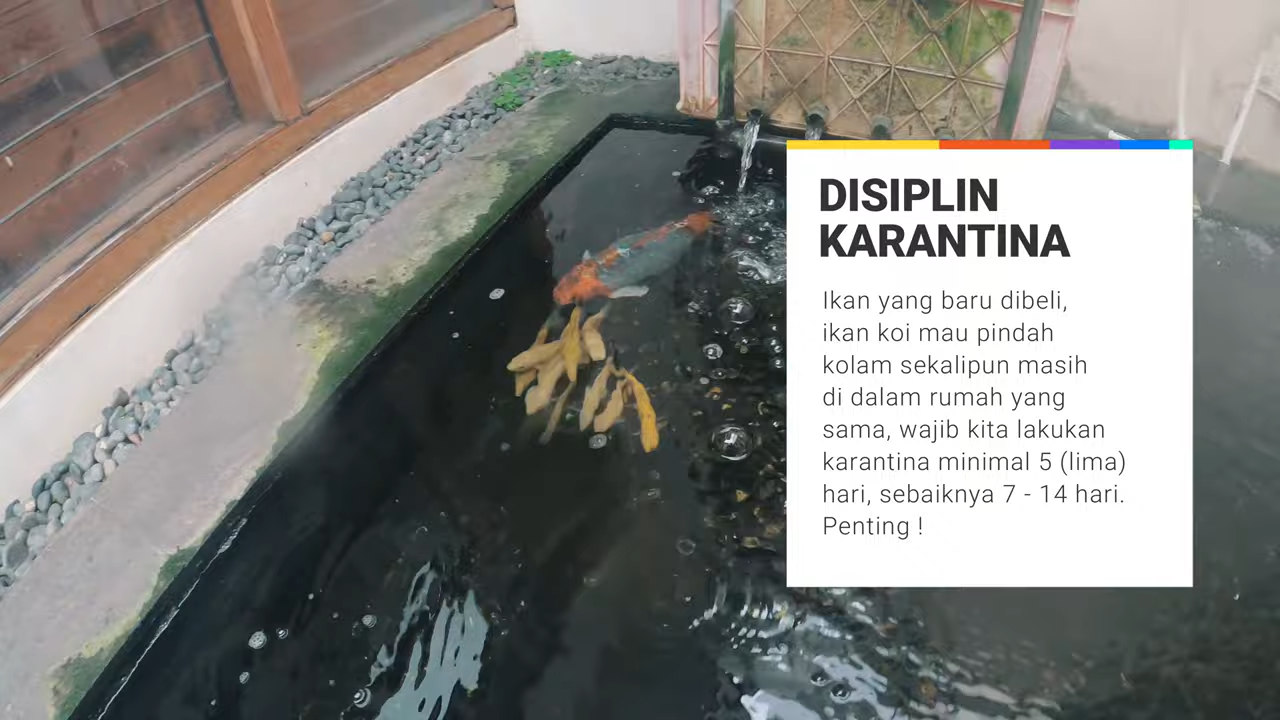 DISIPLIN
KARANTINA
Ikan yang baru dibeli,
ikan koi mau pindah
kolam sekalipun masih
di dalam rumah yang
sama, wajib kita lakukan
karantina minimal 5 (lima)
hari, sebaiknya 7 - 14 hari.
Penting !